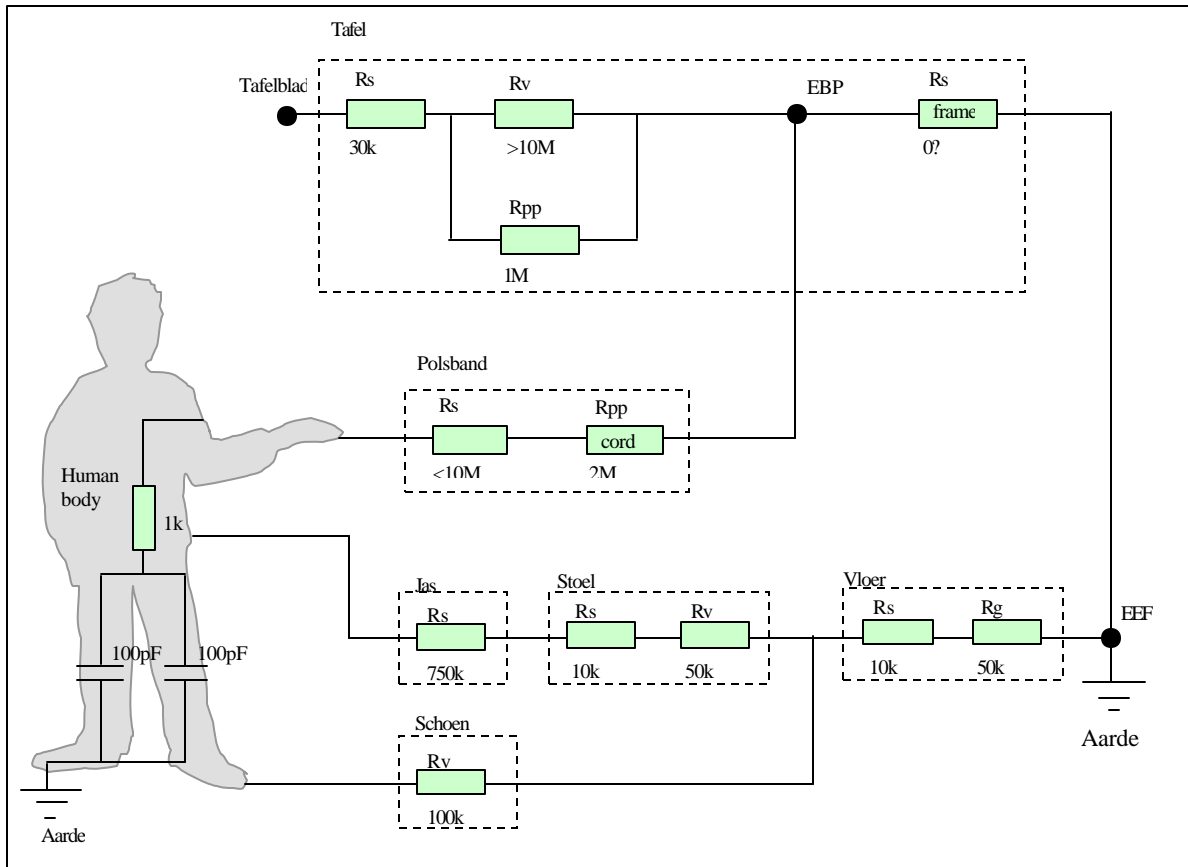 Tafel
Tafelblad
Rs
Rv
EBP
Rs
frame
30k
>10M
0?
Rpp
1M
Polsband
Rs
Rpp
cord
<10M
2M
Human
body
1k
Jas
Stoel
Vloer
Rs
Rs
Rv
Rs
Rg
EEF
750k
10k
50k
10k
50k
100pF
100pF
Schoen
Rv
100k
Aarde
Aarde